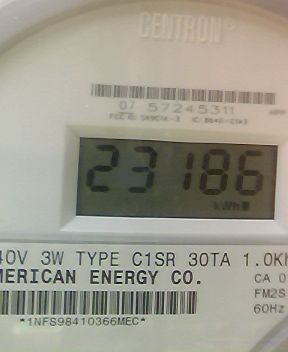 CENTRON®
07 57245311
23186
kWh
40V 3W TYPE C1SR 30TA 1.0Kh
MERICAN ENERGY CO.
CA 0
FM2S
60Hz
*1NFS98410366MEC*